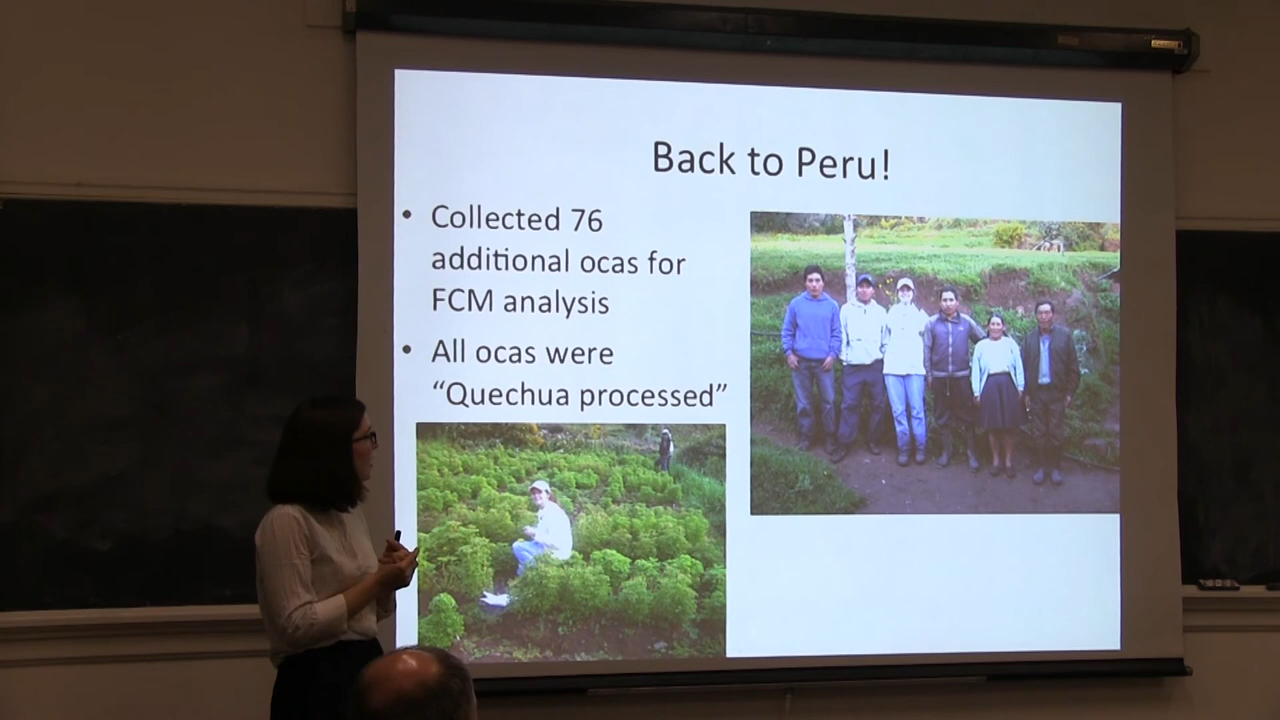 Back to Peru!
• Collected 76
additional ocas for
FCM analysis
• All ocas were
“Quechua processed”